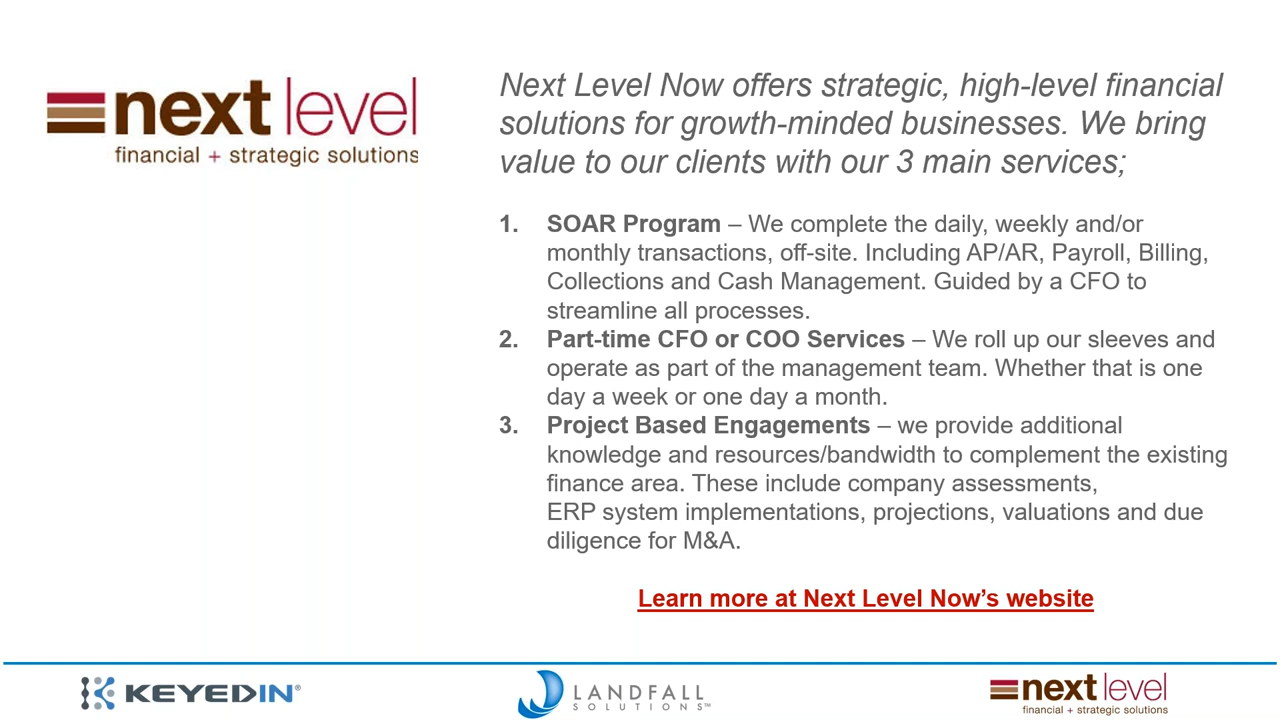 next level
financial + strategic solutions
Next Level Now offers strategic, high-level financial
solutions for growth-minded businesses. We bring
value to our clients with our 3 main services;
1. SOAR Program – We complete the daily, weekly and/or
monthly transactions, off-site. Including AP/AR, Payroll, Billing,
Collections and Cash Management. Guided by a CFO to
streamline all processes.
2. Part-time CFO or COO Services – We roll up our sleeves and
operate as part of the management team. Whether that is one
day a week or one day a month.
3. Project Based Engagements – we provide additional
knowledge and resources/bandwidth to complement the existing
finance area. These include company assessments,
ERP system implementations, projections, valuations and due
diligence for M&A.
Learn more at Next Level Now’s website
KEYEDIN®
LANDFALL
SOLUTIONS™
next level
financial + strategic solutions